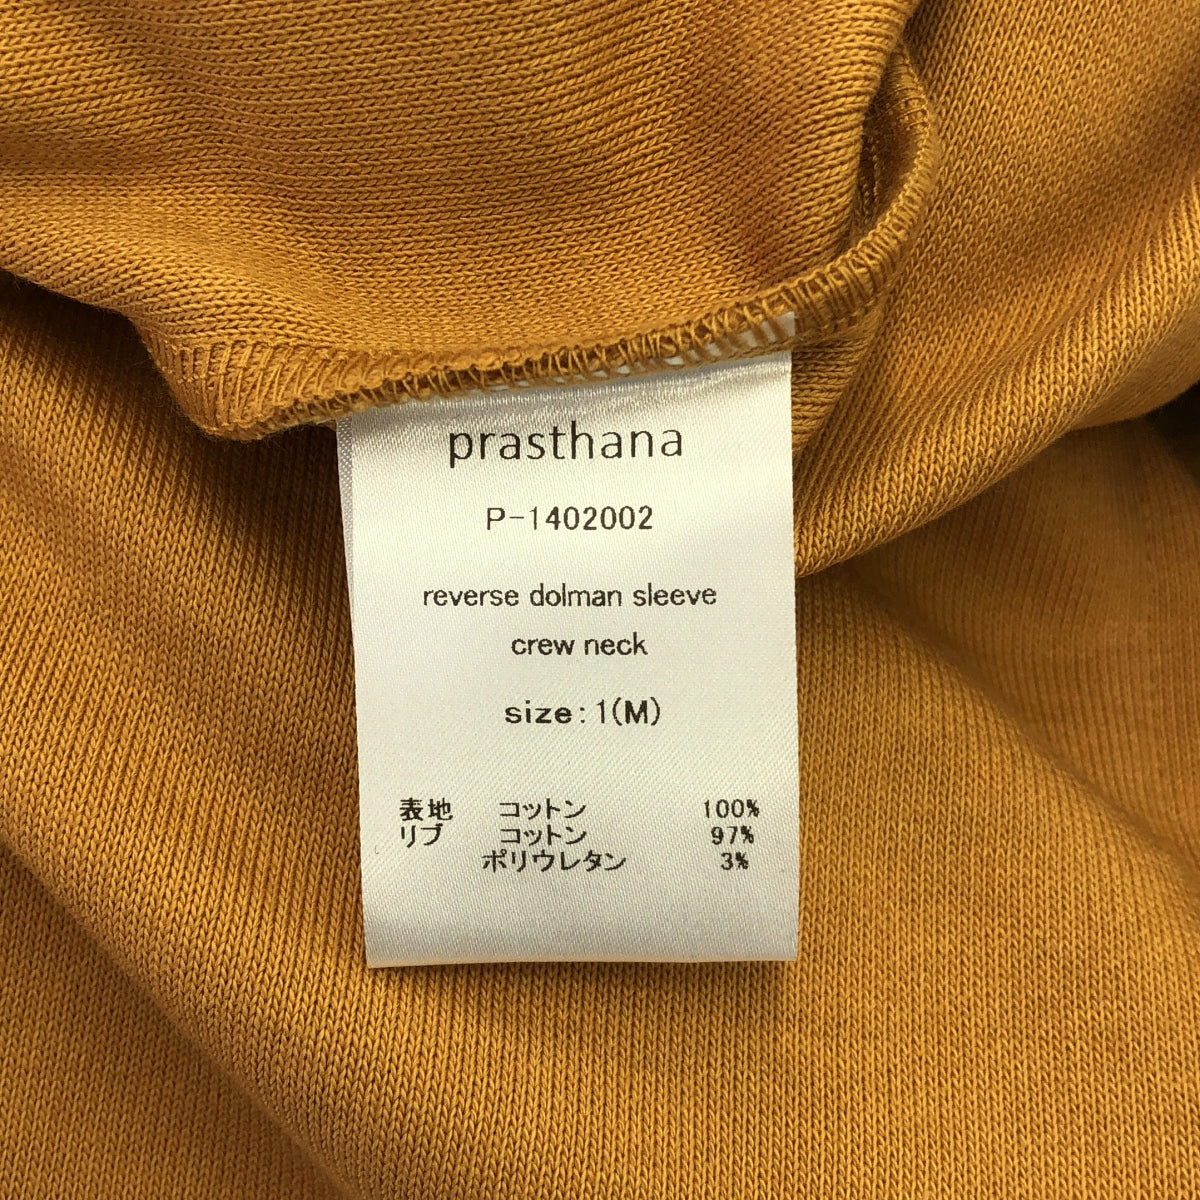 prasthana
P-1402002
reverse dolman sleeve
crew neck
size:1(M)
表地 コットン 100%
リブ コットン 97%
ポリウレタン 3%